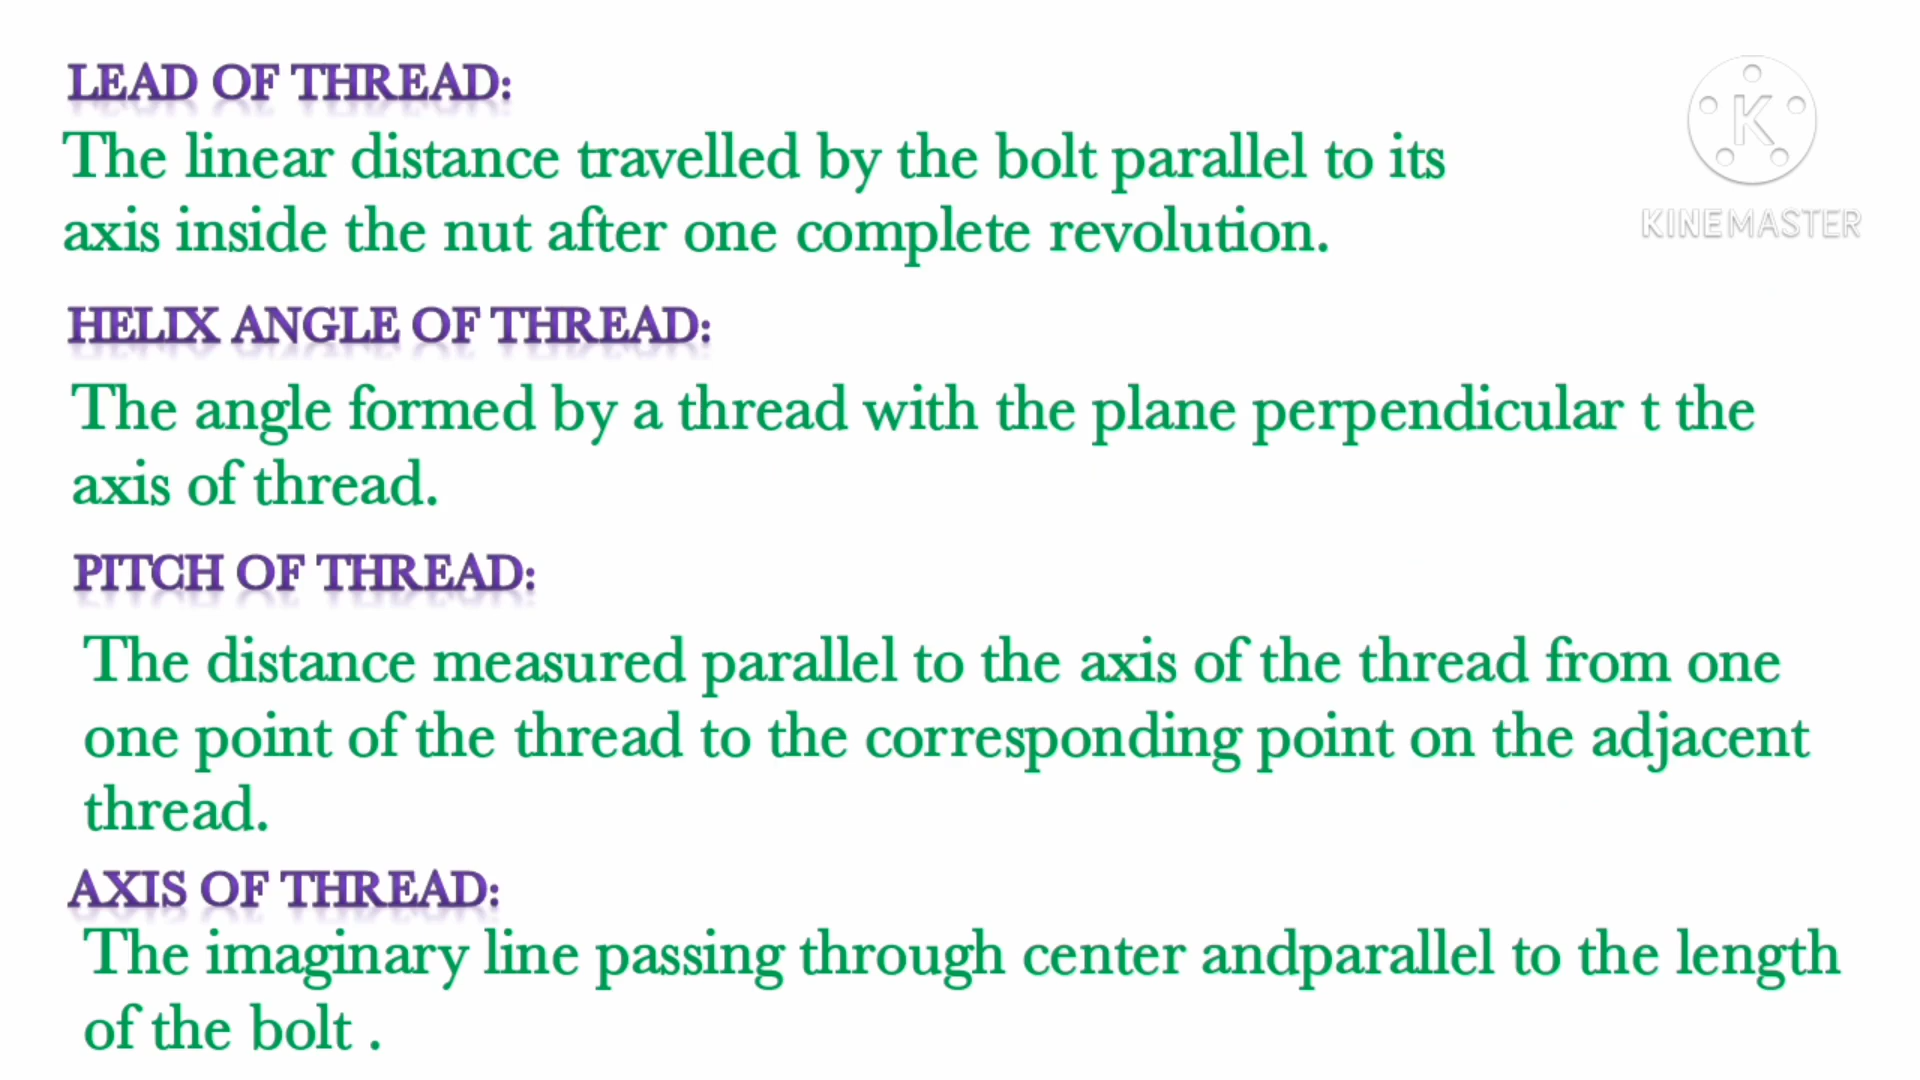 LEAD OF THREAD:
The linear distance travelled by the bolt parallel to its
axis inside the nut after one complete revolution.
K
KINEMASTER
HELIX ANGLE OF THREAD:
The angle formed by a thread with the plane perpendicular t the
axis of thread.
PITCH OF THREAD:
The distance measured parallel to the axis of the thread from one
one point of the thread to the corresponding point on the adjacent
thread.
AXIS OF THREAD:
The imaginary line passing through center andparallel to the length
of the bolt .